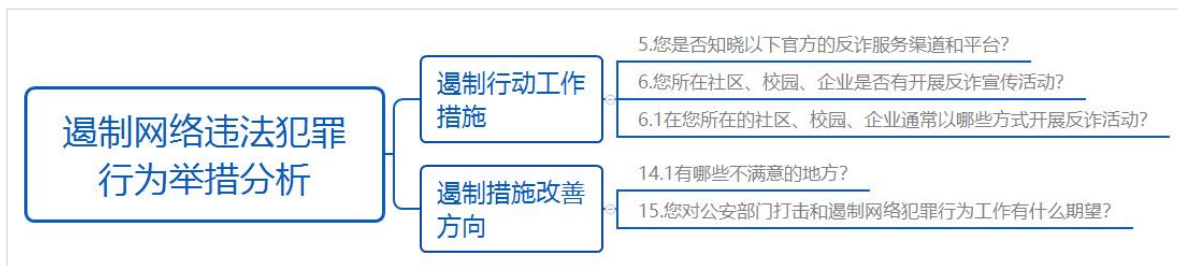 遏制网络违法犯罪
行为举措分析
遏制行动工作
措施
5.您是否知晓以下官方的反诈服务渠道和平台？
6.您所在社区、校园、企业是否有开展反诈宣传活动？
6.1在您所在的社区、校园、企业通常以哪些方式开展反诈活动？
遏制措施改善
方向
14.1有哪些不满意的地方？
15.您对公安部门打击和遏制网络犯罪行为工作有什么期望？